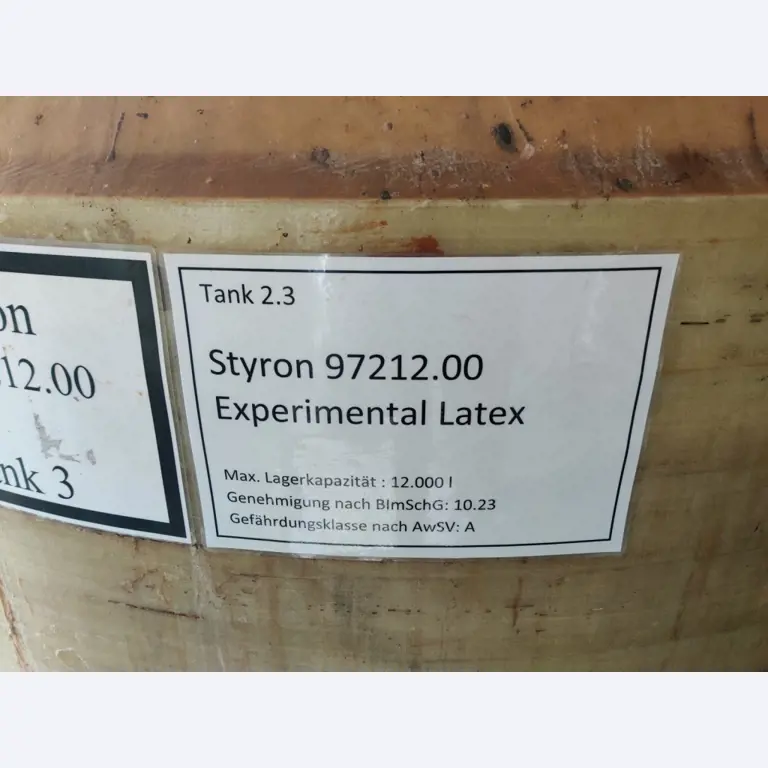 on
12.00
nk 3
Tank 2.3
Styron 97212.00
Experimental Latex
Max. Lagerkapazität : 12.000 l
Genehmigung nach BImSchG: 10.23
Gefährdungsklasse nach AwSV: A